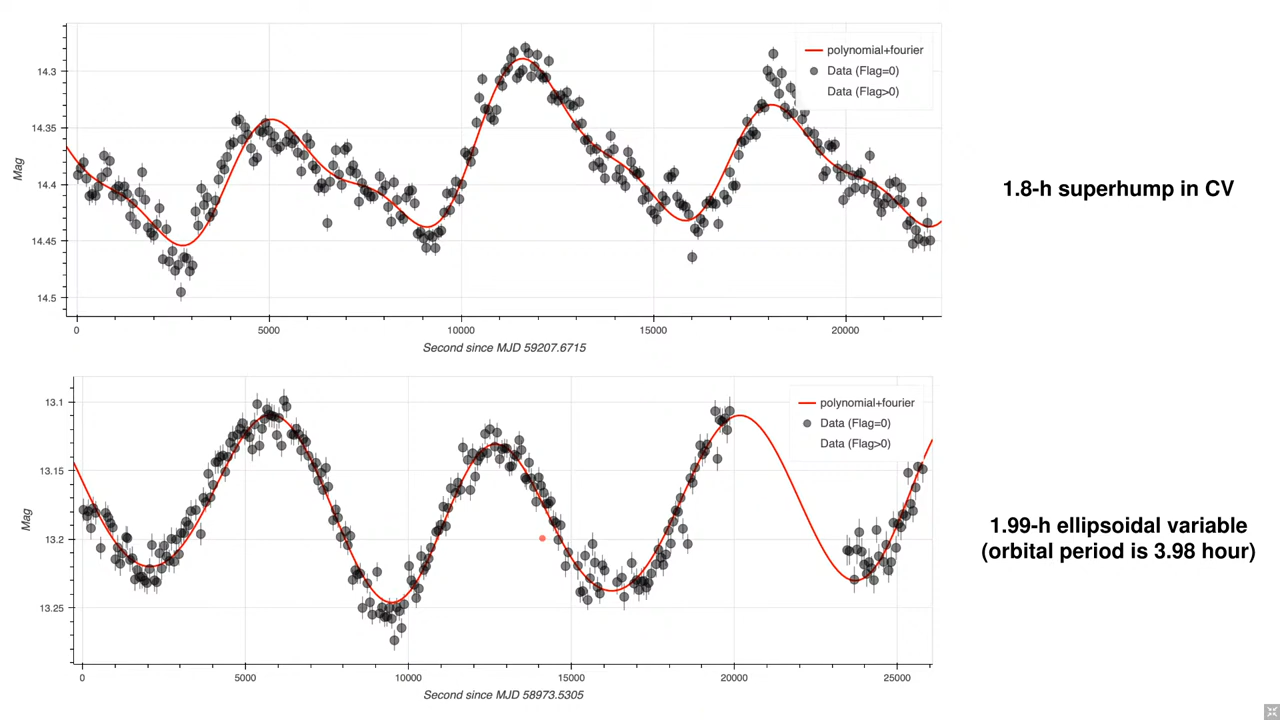 14.3
14.35
14.4
14.45
14.5
Mag
polynomial+fourier
Data (Flag=0)
Data (Flag>0)
0
5000
10000
15000
20000
Second since MJD 59207.6715
1.8-h superhump in CV
13.1
13.15
13.2
13.25
Mag
polynomial+fourier
Data (Flag=0)
Data (Flag>0)
0
5000
10000
15000
20000
25000
Second since MJD 58973.5305
1.99-h ellipsoidal variable
(orbital period is 3.98 hour)